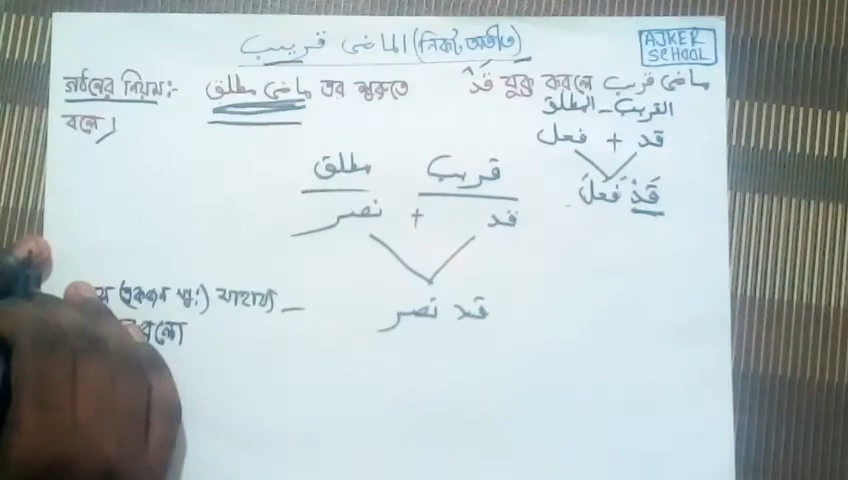 الماضى قريب (নিকট অতীত)
AJKER SCHOOL
গঠনের নিয়ম:- ماضى مطلق এর শুরুতে قَدْ যুক্ত করলে ماضى قريب
বলে।
القريب - المطلق
قد + فعل
قَدْ فَعَلَ
قريب مطلق
قد + نصر
قد نصر
(একজন পু:) সাহায্য